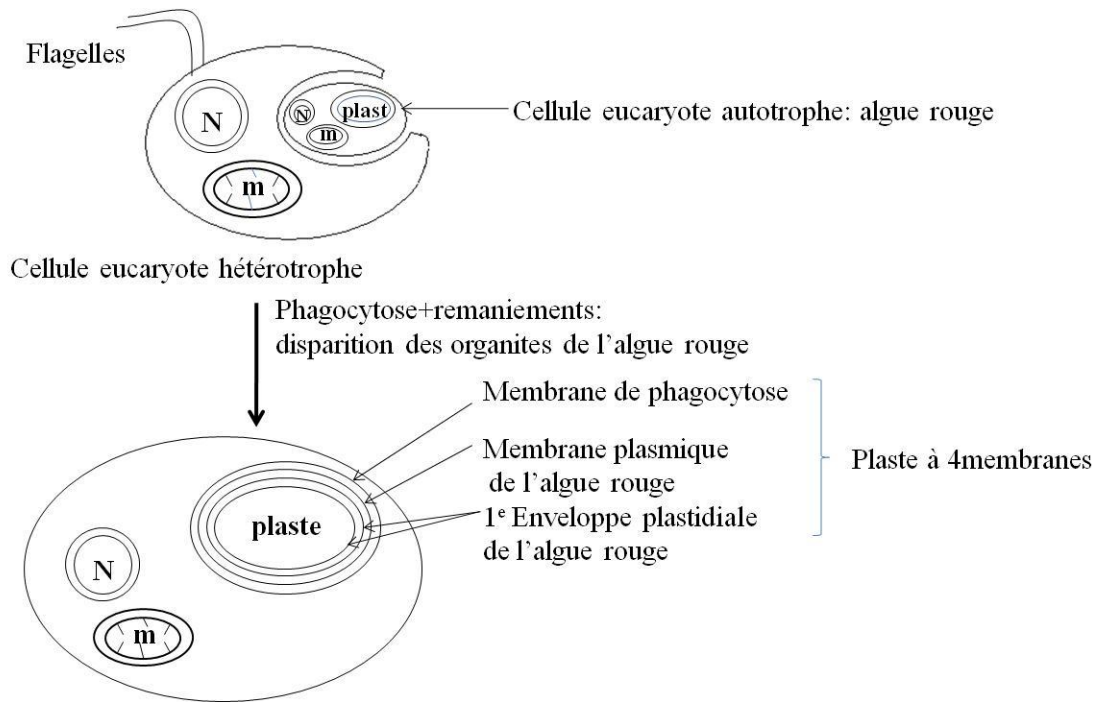 Flagelles
N
N
plast
m
m
Cellule eucaryote autotrophe: algue rouge
Cellule eucaryote hétérotrophe
Phagocytose+remaniements:
disparition des organites de l'algue rouge
Membrane de phagocytose
Membrane plasmique
de l'algue rouge
1e Enveloppe plastidiale
de l'algue rouge
Plaste à 4membranes
plaste
N
m